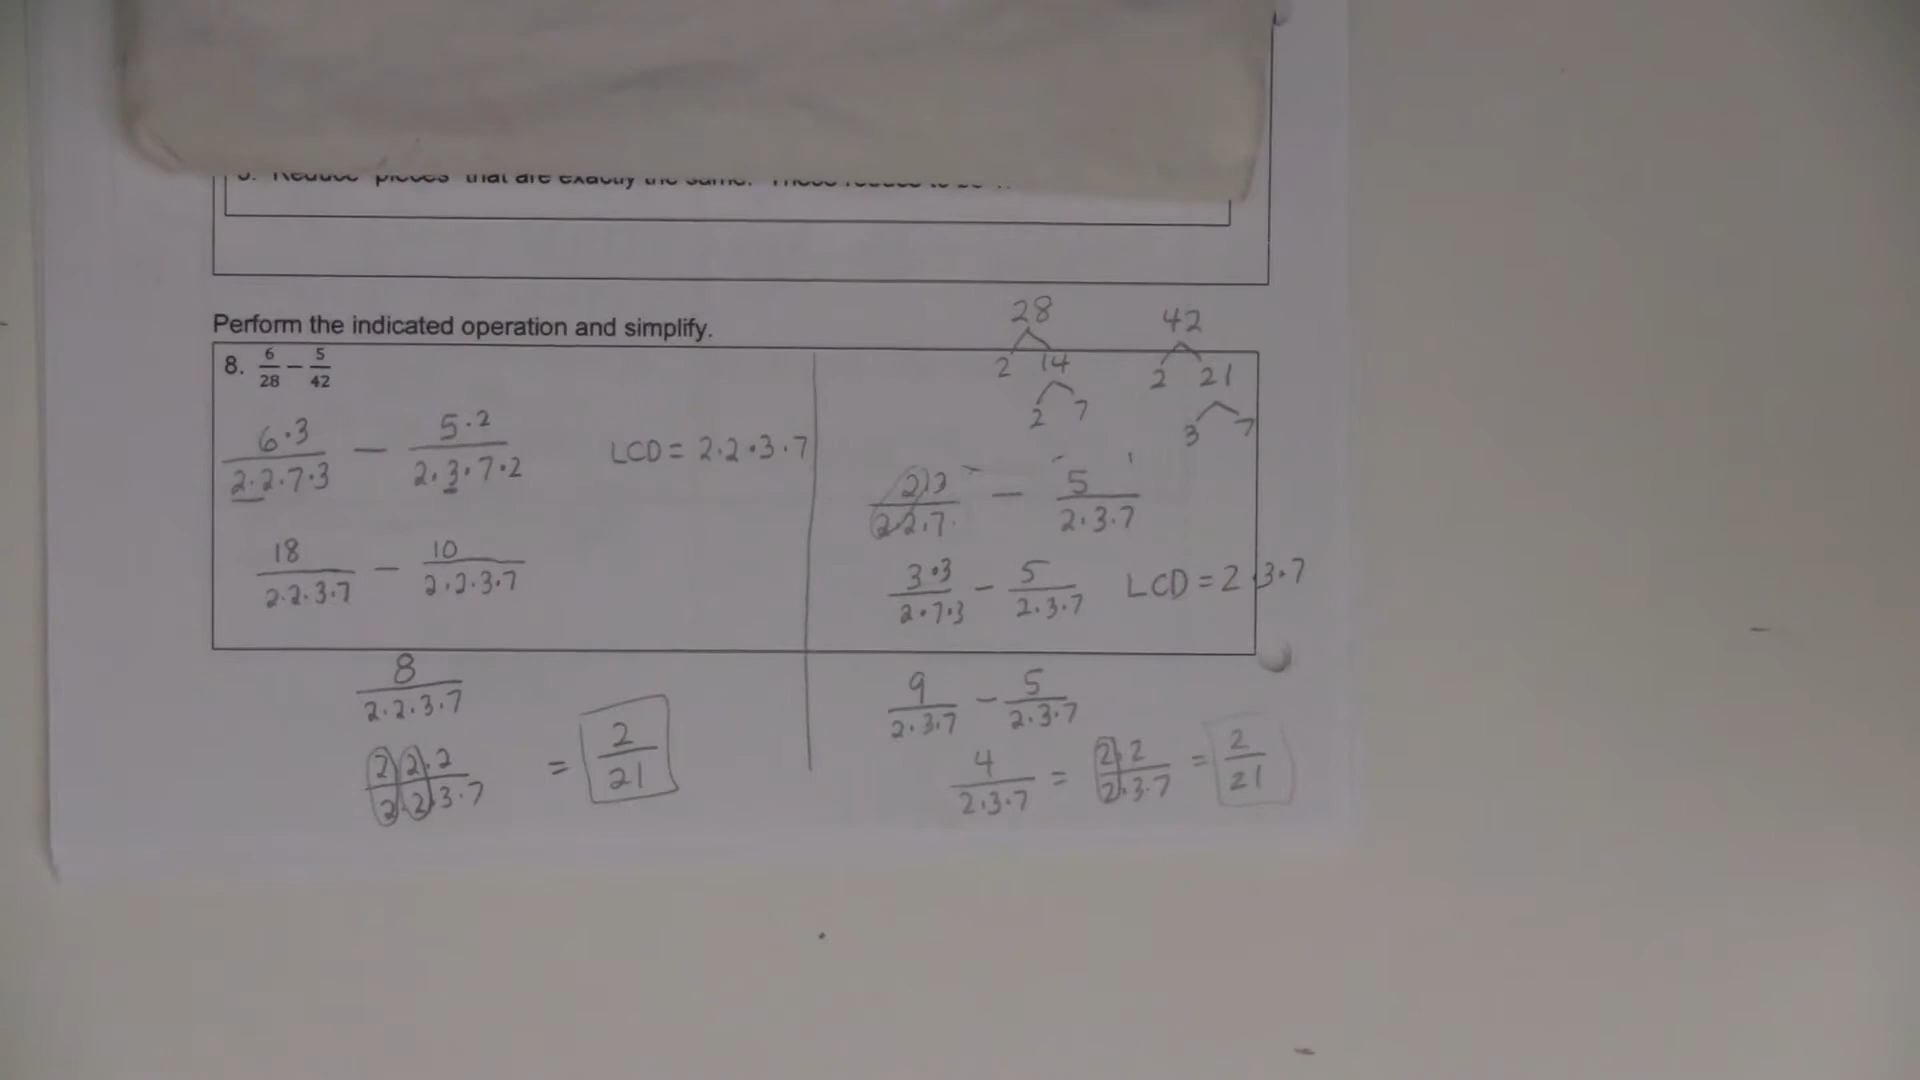 that are exactly the same.
Perform the indicated operation and simplify.
8. 6/28 − 5/42
6·3/2·2·7·3 − 5·2/2·3·7·2
LCD = 2·2·3·7
18/2·2·3·7 − 10/2·2·3·7
8/2·2·3·7
2·2·2/2·2·3·7 = 2/21
28
2 14
2 7
42
2 21
3 7
2·3/2·2·7 − 5/2·3·7
3·3/2·7·3 − 5/2·3·7 LCD = 2·3·7
9/2·3·7 − 5/2·3·7
4/2·3·7 = 2·2/2·3·7 = 2/21